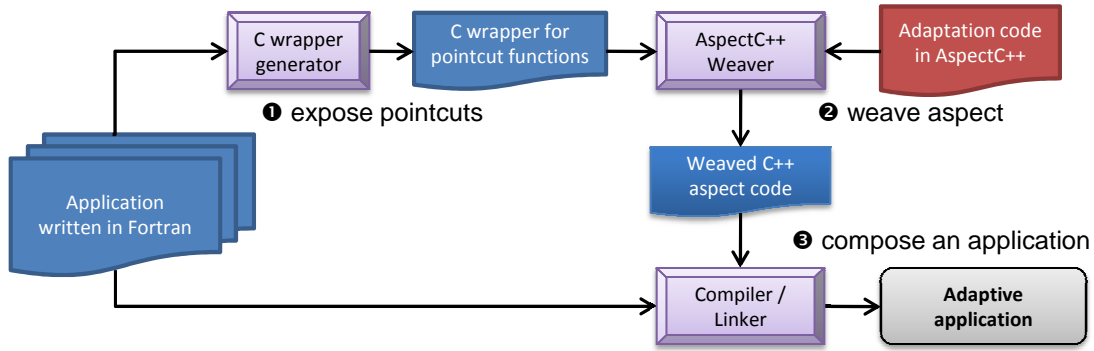 C wrapper
generator
C wrapper for
pointcut functions
AspectC++
Weaver
Adaptation code
in AspectC++
❶ expose pointcuts
❷ weave aspect
Application
written in Fortran
Weaved C++
aspect code
❸ compose an application
Compiler /
Linker
Adaptive
application